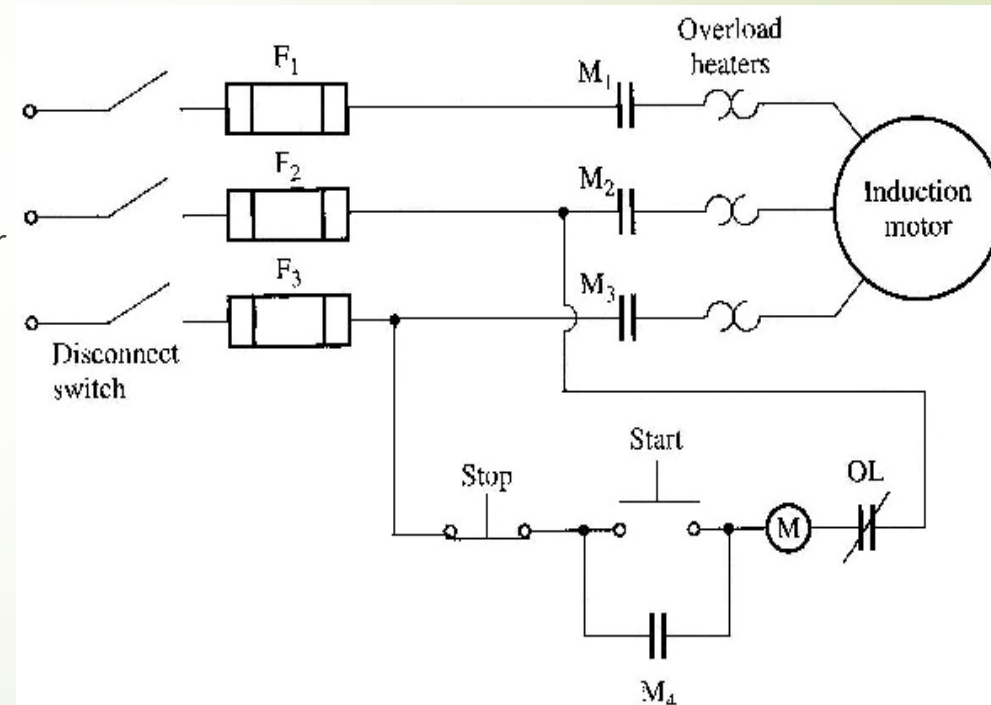 F₁
Overload
heaters
M₁
F₂
M₂
Induction
motor
F₃
M₃
Disconnect
switch
Start
Stop
OL
M
M₄